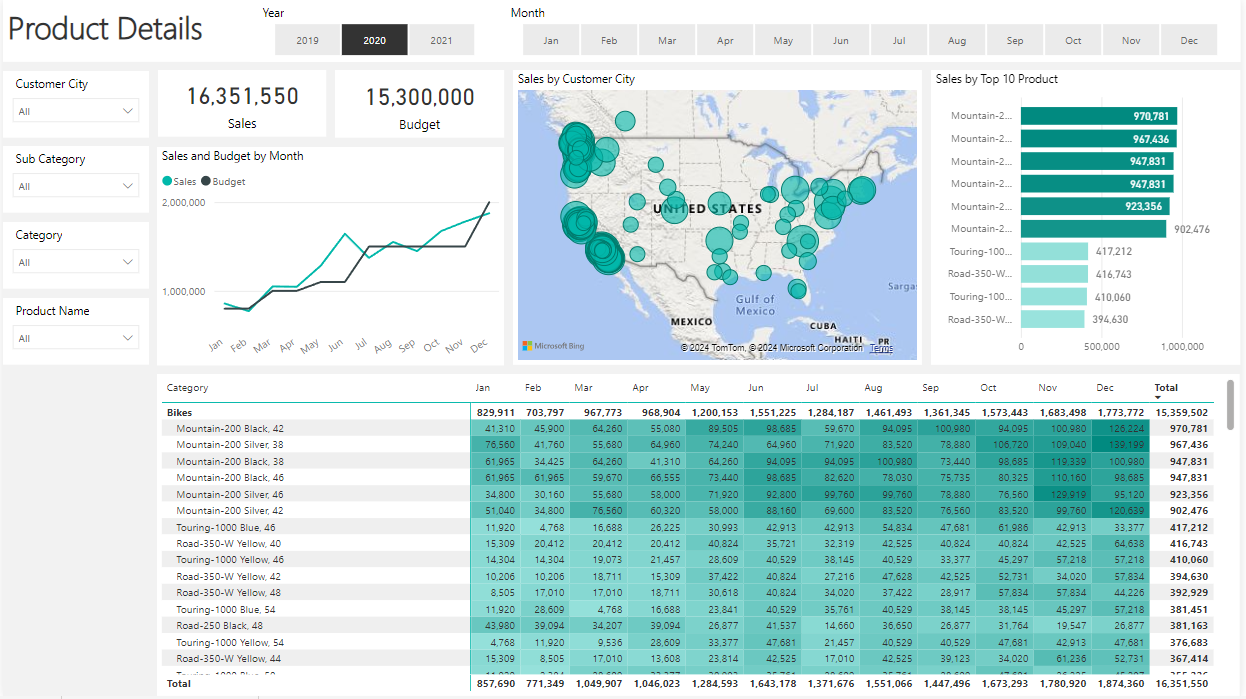 Product Details
Year
2019 2020 2021
Month
Jan Feb Mar Apr May Jun Jul Aug Sep Oct Nov Dec
Customer City
All
Sub Category
All
Category
All
Product Name
All
16,351,550
Sales
15,300,000
Budget
Sales and Budget by Month
Sales Budget
2,000,000
1,000,000
Jan Feb Mar Apr May Jun Jul Aug Sep Oct Nov Dec
Sales by Customer City
UNITED STATES
Gulf of
Mexico
MEXICO
CUBA
HAITI
PR
Sarga
Microsoft Bing
© 2024 TomTom, © 2024 Microsoft Corporation Terms
Sales by Top 10 Product
Mountain-2... 970,781
Mountain-2... 967,436
Mountain-2... 947,831
Mountain-2... 947,831
Mountain-2... 923,356
Mountain-2... 902,476
Touring-100... 417,212
Road-350-W... 416,743
Touring-100... 410,060
Road-350-W... 394,630
0 500,000 1,000,000
Category Jan Feb Mar Apr May Jun Jul Aug Sep Oct Nov Dec Total
Bikes 829,911 703,797 967,773 968,904 1,200,153 1,551,225 1,284,187 1,461,493 1,361,345 1,573,443 1,683,498 1,773,772 15,359,502
Mountain-200 Black, 42 41,310 45,900 64,260 55,080 89,505 98,685 59,670 94,095 100,980 94,095 100,980 126,224 970,781
Mountain-200 Silver, 38 76,560 41,760 55,680 64,960 74,240 64,960 71,920 83,520 78,880 106,720 109,040 139,199 967,436
Mountain-200 Black, 38 61,965 34,425 64,260 41,310 64,260 94,095 94,095 100,980 73,440 98,685 119,339 100,980 947,831
Mountain-200 Black, 46 61,965 61,965 59,670 66,555 73,440 98,685 82,620 78,030 75,735 80,325 110,160 98,685 947,831
Mountain-200 Silver, 46 34,800 30,160 55,680 58,000 71,920 92,800 99,760 99,760 78,880 76,560 129,919 95,120 923,356
Mountain-200 Silver, 42 51,040 34,800 76,560 60,320 58,000 88,160 69,600 83,520 76,560 83,520 99,760 120,639 902,476
Touring-1000 Blue, 46 11,920 4,768 16,688 26,225 30,993 42,913 42,913 54,834 47,681 61,986 42,913 33,377 417,212
Road-350-W Yellow, 40 15,309 20,412 20,412 20,412 40,824 35,721 32,319 42,525 40,824 40,824 42,525 64,638 416,743
Touring-1000 Yellow, 46 14,304 14,304 19,073 21,457 28,609 40,529 38,145 40,529 33,377 45,297 57,218 57,218 410,060
Road-350-W Yellow, 42 10,206 10,206 18,711 15,309 37,422 40,824 27,216 47,628 42,525 52,731 34,020 57,834 394,630
Road-350-W Yellow, 48 8,505 17,010 17,010 18,711 30,618 40,824 34,020 37,422 28,917 57,834 57,834 44,226 392,929
Touring-1000 Blue, 54 11,920 28,609 4,768 16,688 23,841 40,529 35,761 40,529 38,145 38,145 45,297 57,218 381,451
Road-250 Black, 48 43,980 39,094 34,207 39,094 26,877 41,537 14,660 36,650 26,877 31,764 19,547 26,877 381,163
Touring-1000 Yellow, 54 4,768 11,920 9,536 28,609 33,377 47,681 21,457 40,529 40,529 47,681 42,913 47,681 376,683
Road-350-W Yellow, 44 15,309 8,505 17,010 13,608 23,814 42,525 17,010 42,525 39,123 34,020 61,236 52,731 367,414
Total 857,690 771,349 1,049,907 1,046,023 1,284,593 1,643,178 1,371,676 1,551,066 1,447,496 1,673,293 1,780,920 1,874,360 16,351,550